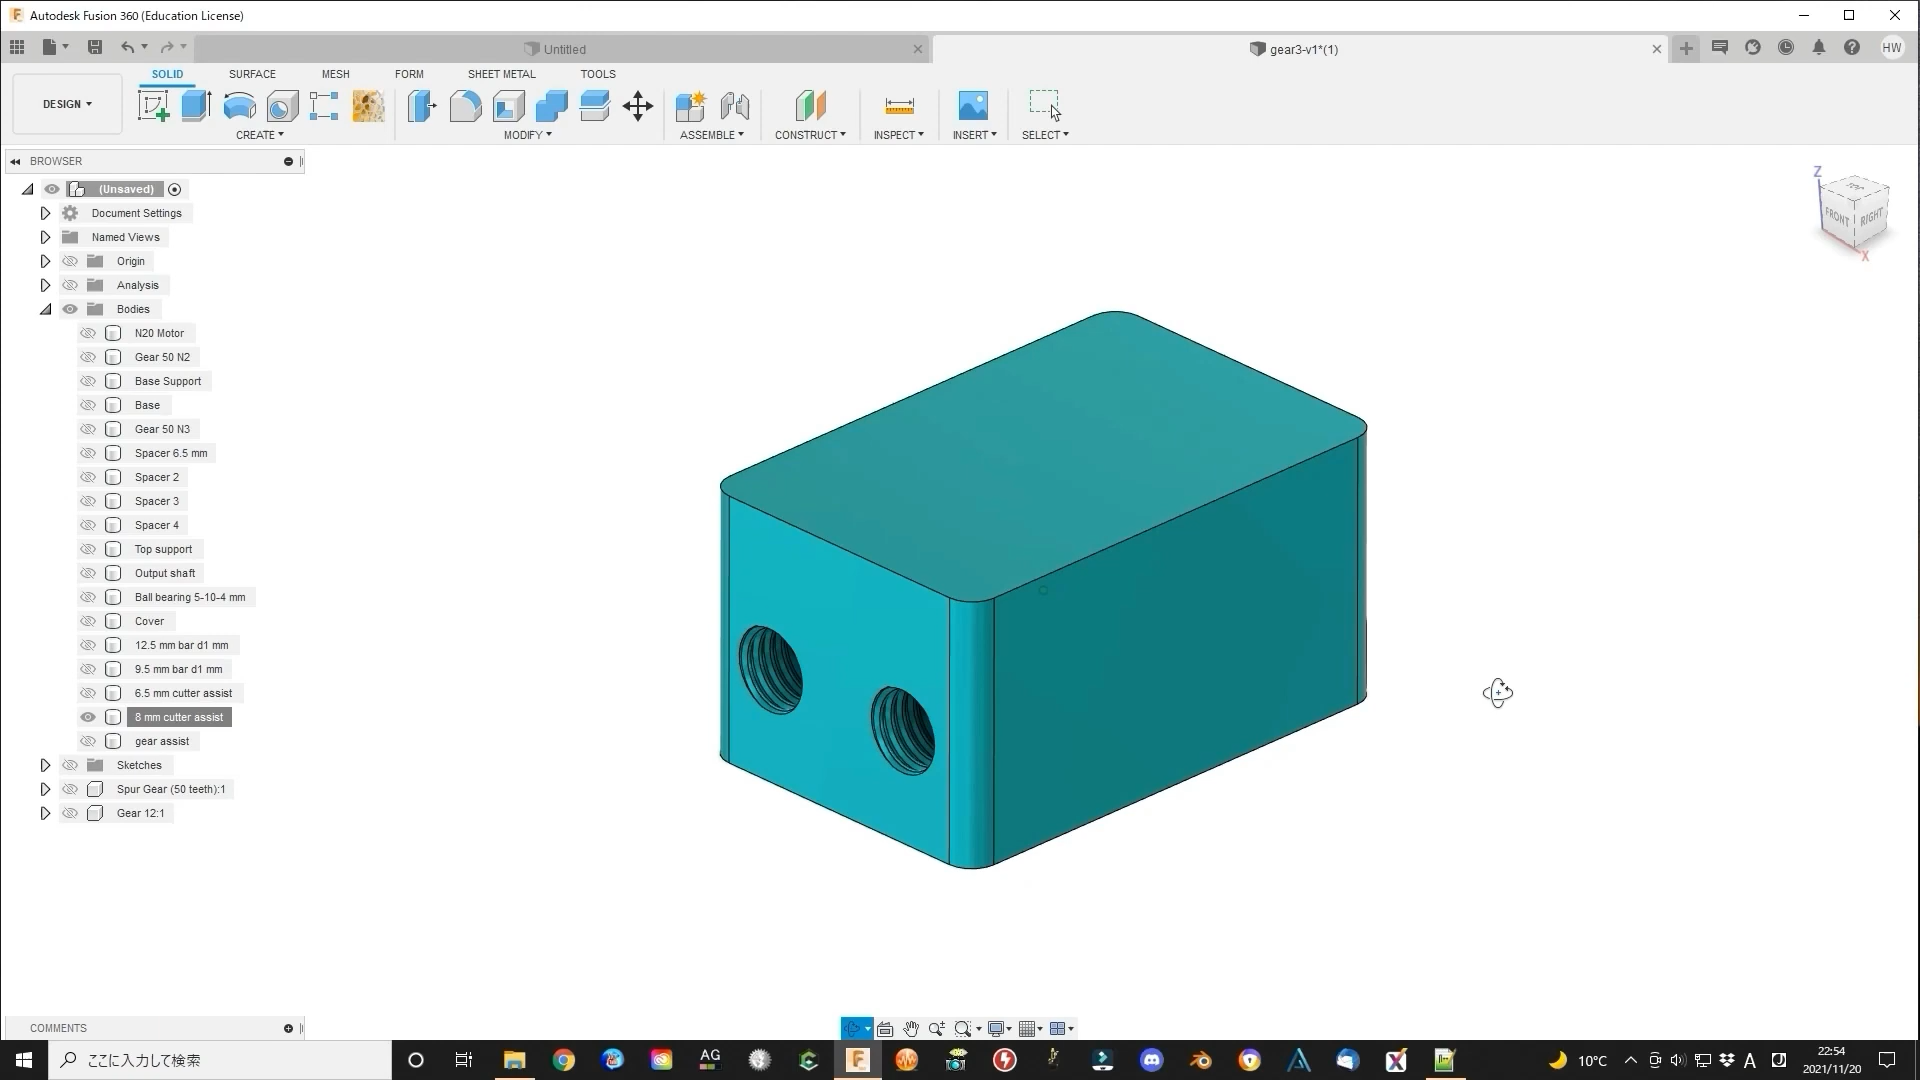 Autodesk Fusion 360 (Education License)
Untitled
gear3-v1*(1)
HW
DESIGN
SOLID
SURFACE
MESH
FORM
SHEET METAL
TOOLS
CREATE
MODIFY
ASSEMBLE
CONSTRUCT
INSPECT
INSERT
SELECT
BROWSER
(Unsaved)
Document Settings
Named Views
Origin
Analysis
Bodies
N20 Motor
Gear 50 N2
Base Support
Base
Gear 50 N3
Spacer 6.5 mm
Spacer 2
Spacer 3
Spacer 4
Top support
Output shaft
Ball bearing 5-10-4 mm
Cover
12.5 mm bar d1 mm
9.5 mm bar d1 mm
6.5 mm cutter assist
8 mm cutter assist
gear assist
Sketches
Spur Gear (50 teeth):1
Gear 12:1
Z
TOP
FRONT
RIGHT
X
COMMENTS
ここに入力して検索
AG
10°C
A
22:54
2021/11/20